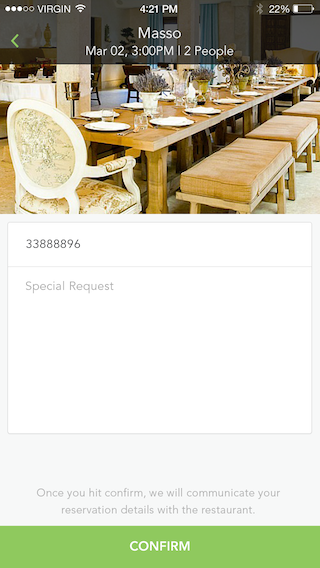 VIRGIN 4:21 PM 22%
Masso
Mar 02, 3:00PM | 2 People
33888896
Special Request
Once you hit confirm, we will communicate your
reservation details with the restaurant.
CONFIRM